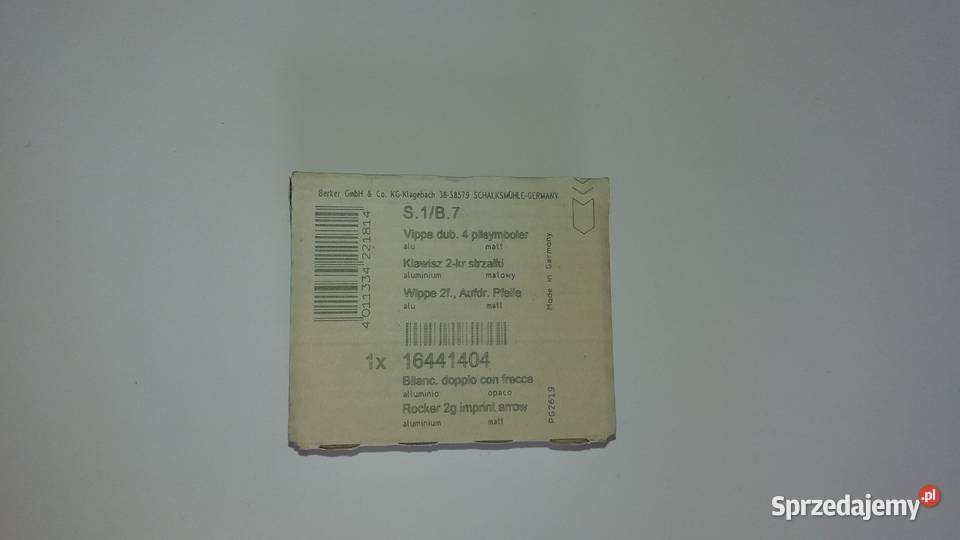 Berker GmbH & Co. KG-Klagebach 38-58579 SCHALKSMÜHLE-GERMANY
S.1/B.7
Vippa dub. 4 pilsymboler
alu matt
Klawisz 2-kr strzałki
aluminium matowy
Wippe 2f., Aufdr. Pfeile
alu matt
4 011334 221814
Made in Germany
1x 16441404
Bilanc. doppio con frecce
alluminio opaco
Rocker 2g imprint arrow
aluminium matt
PG2619
Sprzedajemy.pl